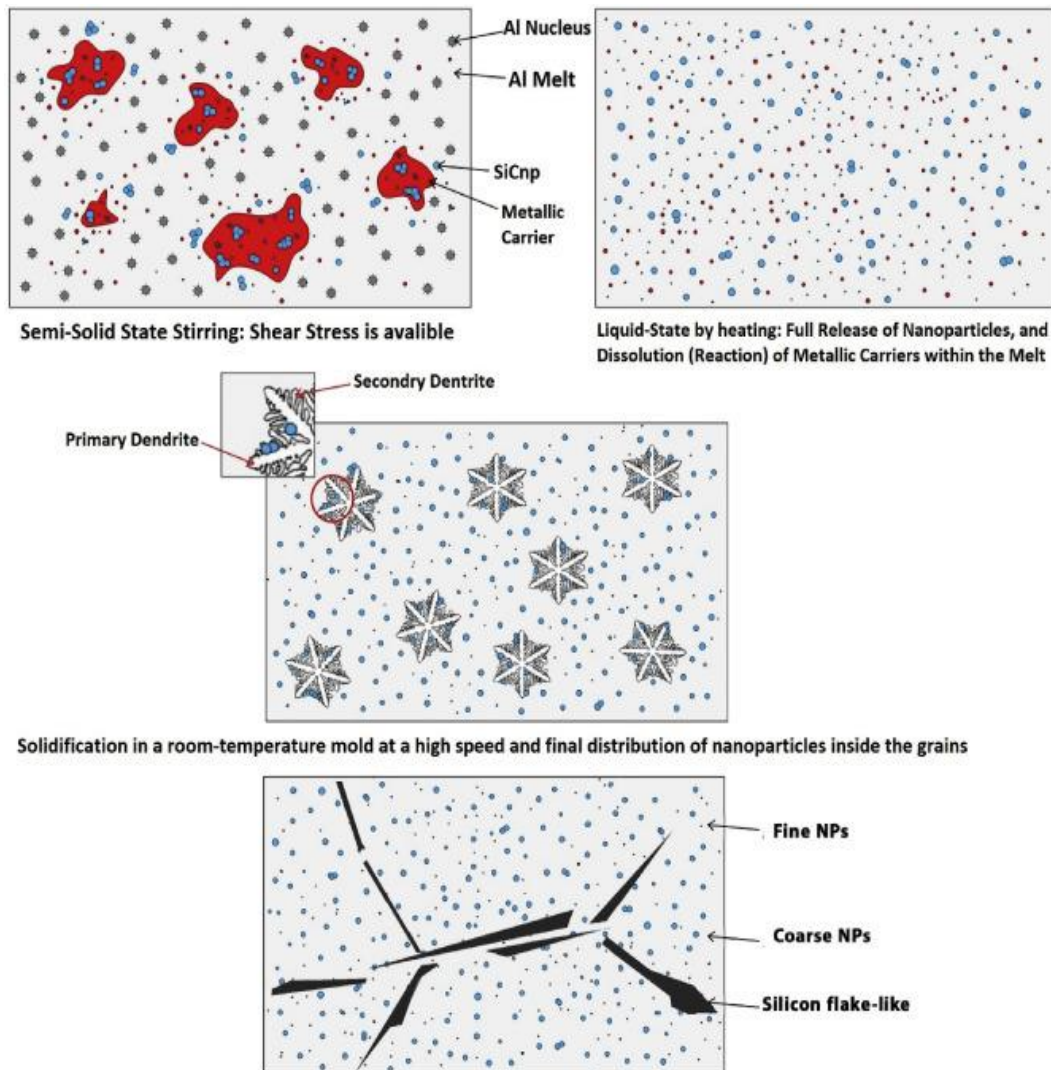 Al Nucleus
Al Melt
SiCnp
Metallic
Carrier
Semi-Solid State Stirring: Shear Stress is avalible
Liquid-State by heating: Full Release of Nanoparticles, and
Dissolution (Reaction) of Metallic Carriers within the Melt
Secondry Dentrite
Primary Dendrite
Solidification in a room-temperature mold at a high speed and final distribution of nanoparticles inside the grains
Fine NPs
Coarse NPs
Silicon flake-like